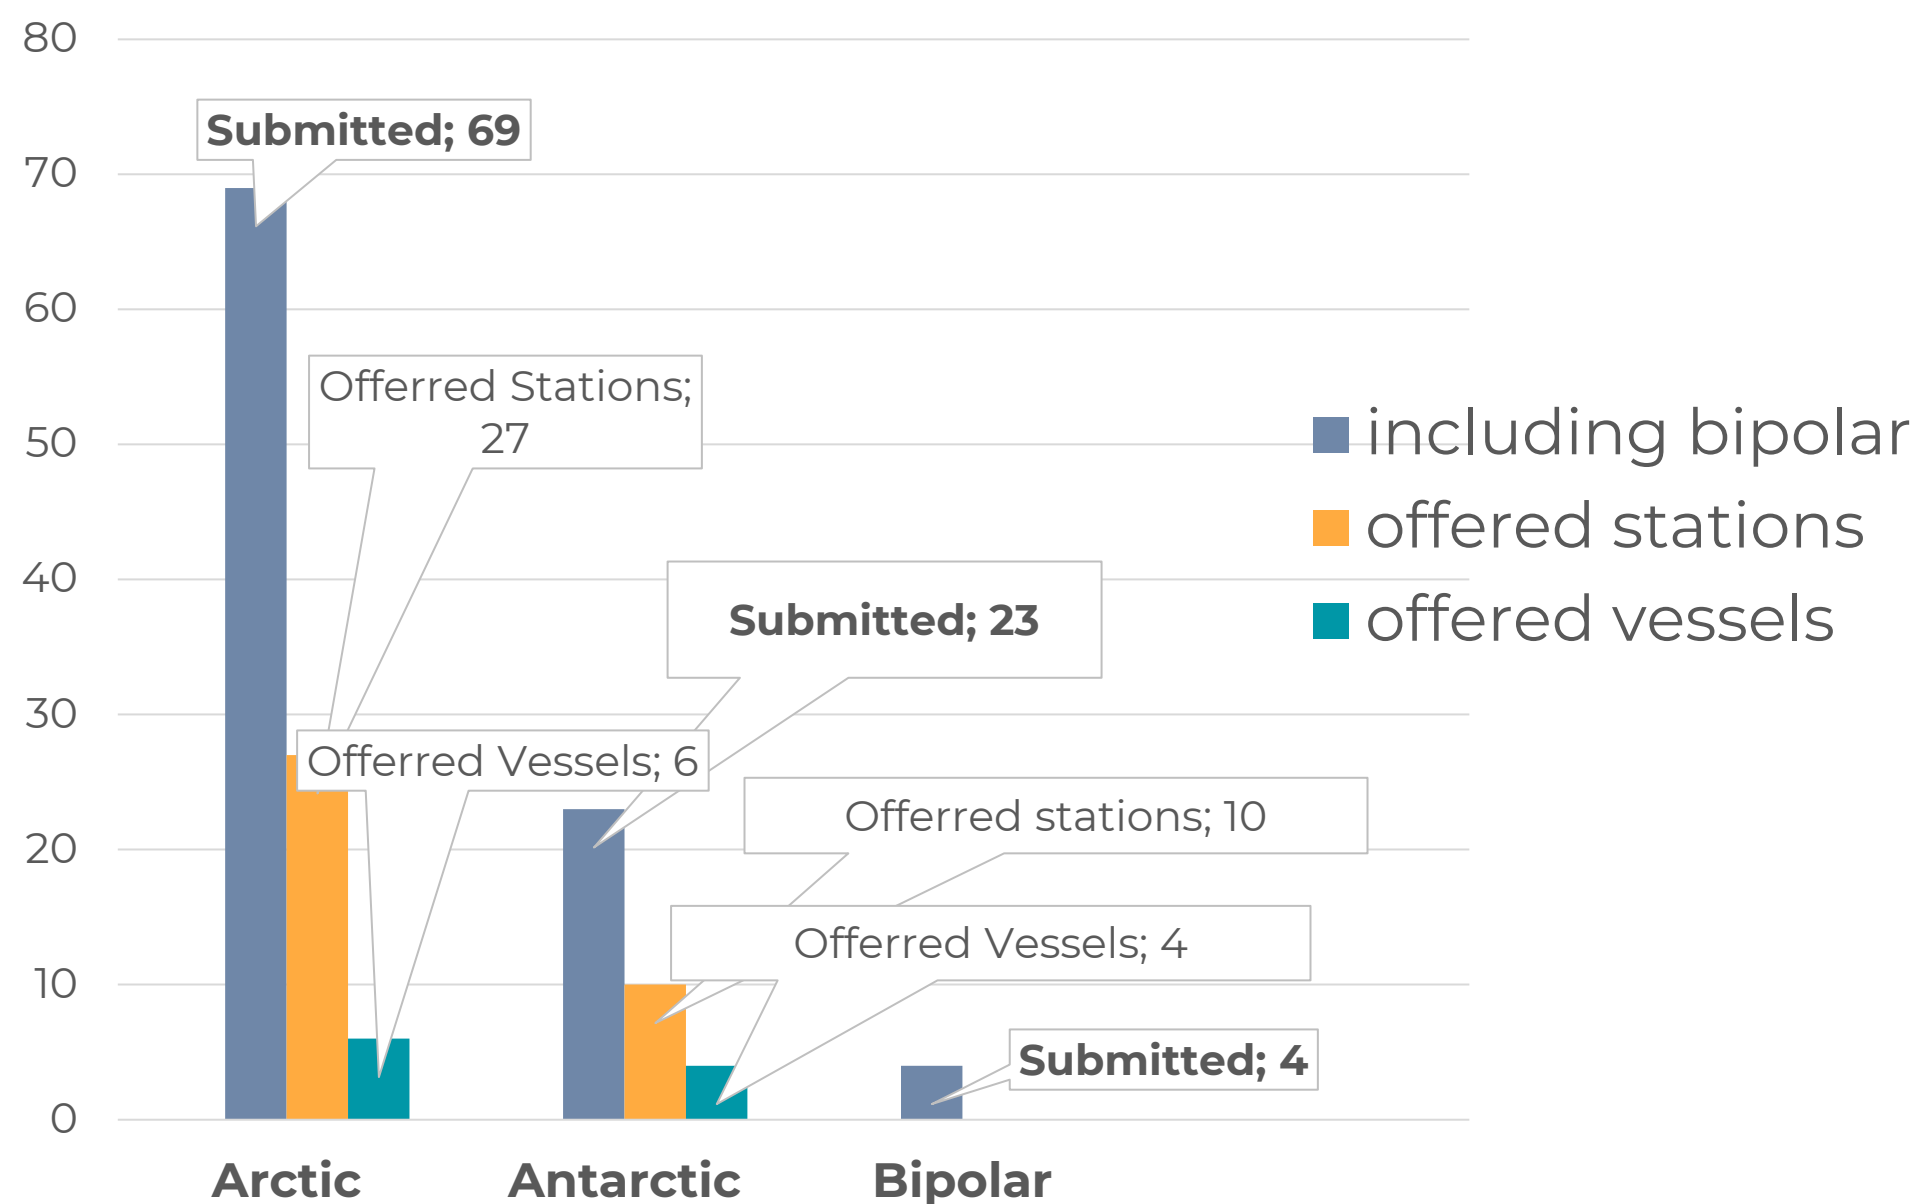 80
Submitted; 69
70
60
Offerred Stations;
27
50
including bipolar
offered stations
40
Submitted; 23
offered vessels
30
Offerred Vessels; 6
Offerred stations; 10
20
Offerred Vessels; 4
10
Submitted; 4
0
Arctic
Antarctic
Bipolar